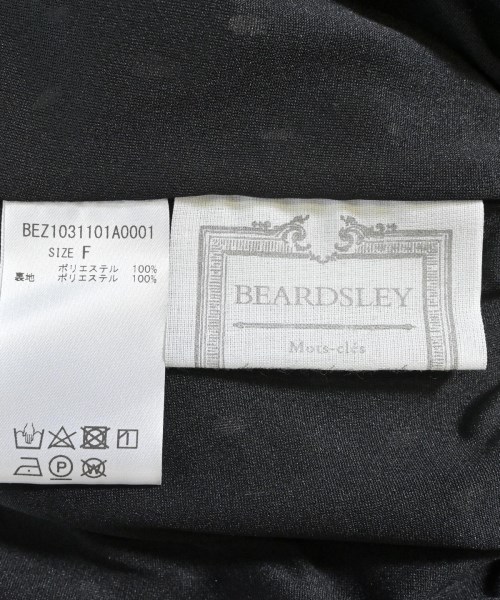 BEZ1031101A0001
SIZE F
ポリエステル 100%
裏地 ポリエステル 100%
P
W
BEARDSLEY
Mots-clés